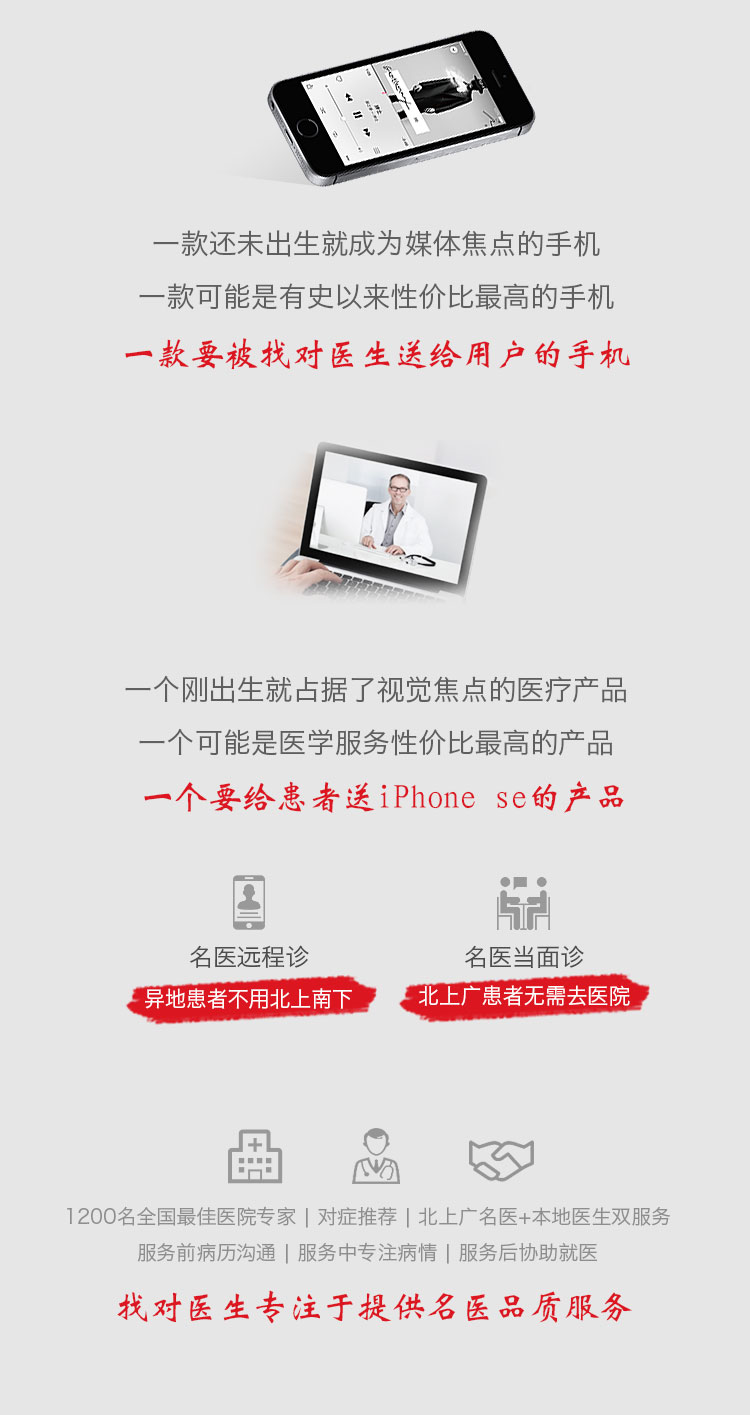 一款还未出生就成为媒体焦点的手机
一款可能是有史以来性价比最高的手机
一款要被找对医生送给用户的手机
一个刚出生就占据了视觉焦点的医疗产品
一个可能是医学服务性价比最高的产品
一个要给患者送iPhone se的产品
名医远程诊
名医当面诊
异地患者不用北上南下
北上广患者无需去医院
1200名全国最佳医院专家 | 对症推荐 | 北上广名医+本地医生双服务
服务前病历沟通 | 服务中专注病情 | 服务后协助就医
找对医生专注于提供名医品质服务